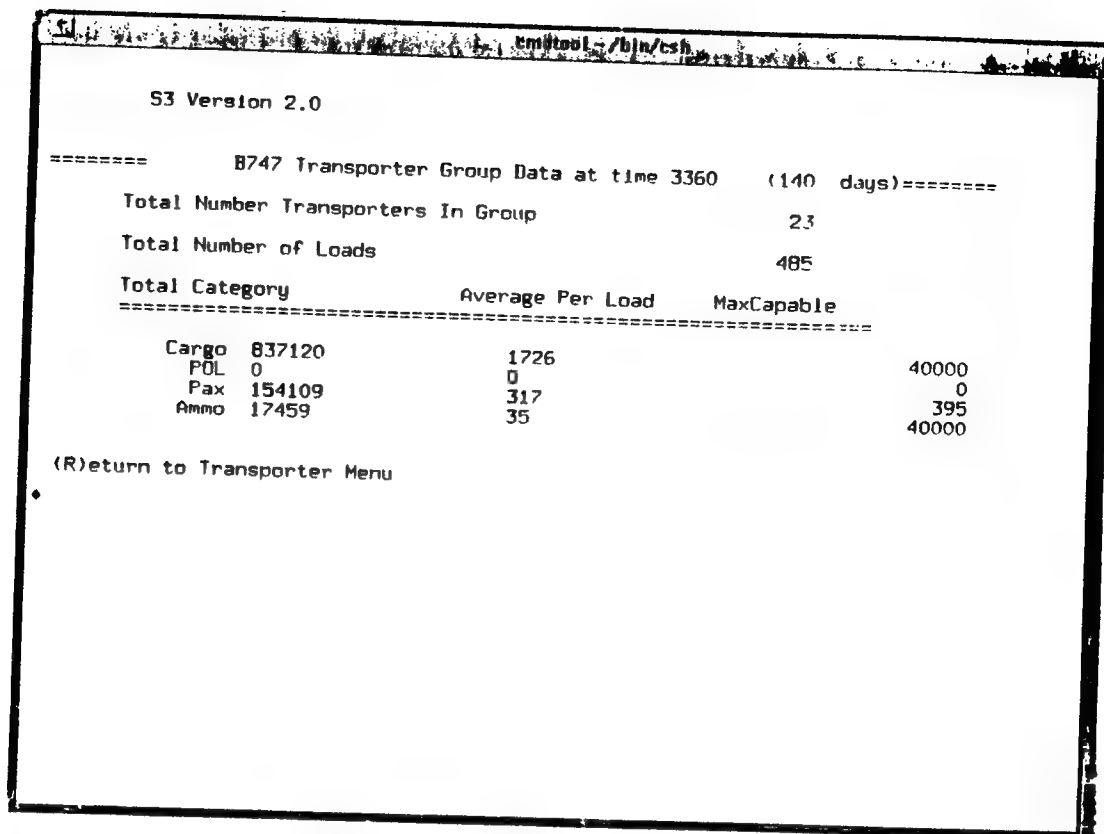 cmdtool - /bin/csh
S3 Version 2.0
======== B747 Transporter Group Data at time 3360 (140 days)========
Total Number Transporters In Group 23
Total Number of Loads 485
Total Category Average Per Load MaxCapable
==============================================================
Cargo 837120 1726 40000
POL 0 0 0
Pax 154109 317 395
Ammo 17459 35 40000
(R)eturn to Transporter Menu